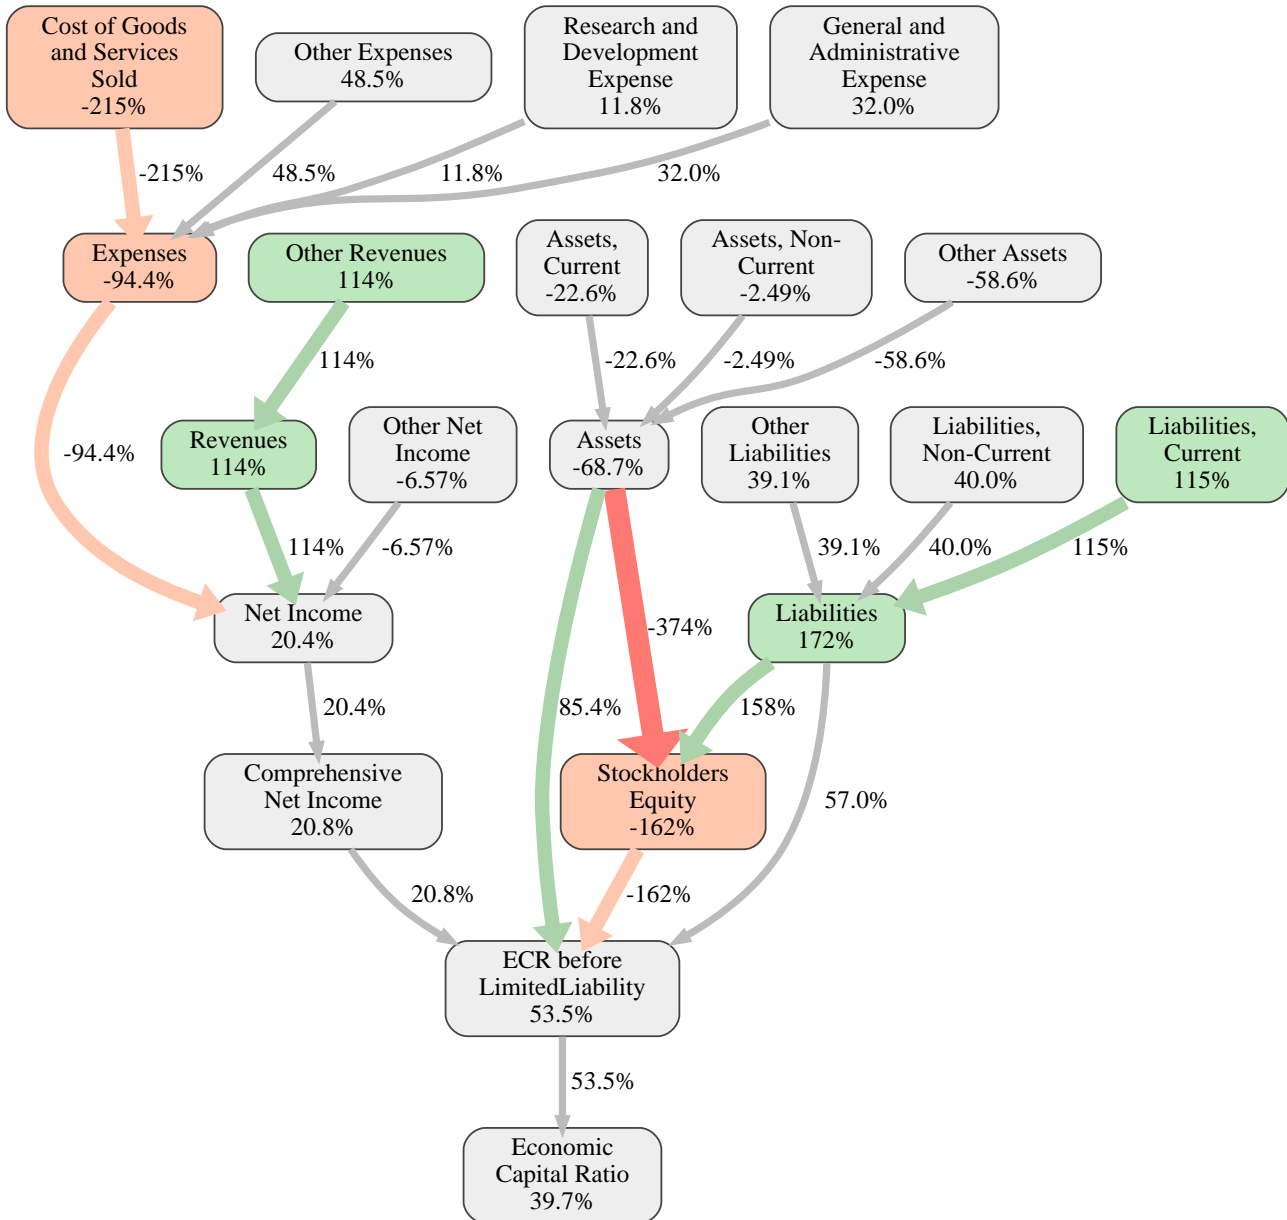 Cost of Goods
and Services
Sold
-215%
Other Expenses
48.5%
Research and
Development
Expense
11.8%
General and
Administrative
Expense
32.0%
-215%
48.5%
11.8%
32.0%
Expenses
-94.4%
Other Revenues
114%
Assets,
Current
-22.6%
Assets, Non-
Current
-2.49%
Other Assets
-58.6%
114%
-22.6%
-2.49%
-58.6%
-94.4%
Revenues
114%
Other Net
Income
-6.57%
Assets
-68.7%
Other
Liabilities
39.1%
Liabilities,
Non-Current
40.0%
Liabilities,
Current
115%
114%
-6.57%
39.1%
40.0%
115%
Net Income
20.4%
-374%
Liabilities
172%
20.4%
85.4%
158%
Comprehensive
Net Income
20.8%
Stockholders
Equity
-162%
57.0%
20.8%
-162%
ECR before
LimitedLiability
53.5%
53.5%
Economic
Capital Ratio
39.7%